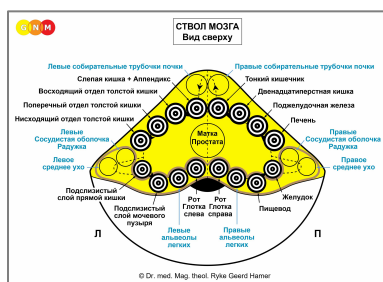 GNM
СТВОЛ МОЗГА
Вид сверху
Левые собирательные трубочки почки
Правые собирательные трубочки почки
Слепая кишка + Аппендикс
Тонкий кишечник
Восходящий отдел толстой кишки
Двенадцатиперстная кишка
Поперечный отдел толстой кишки
Поджелудочная железа
Нисходящий отдел толстой кишки
Печень
Левые
Сосудистая оболочка
Радужка
Матка
Простата
Правые
Сосудистая оболочка
Радужка
Левое
среднее ухо
Правое
среднее ухо
Подслизистый
слой прямой кишки
Желудок
Подслизистый
слой мочевого
пузыря
Рот
Глотка
слева
Рот
Глотка
справа
Пищевод
Левые
альвеолы
легких
Правые
альвеолы
легких
Л
П
© Dr. med. Mag. theol. Ryke Geerd Hamer